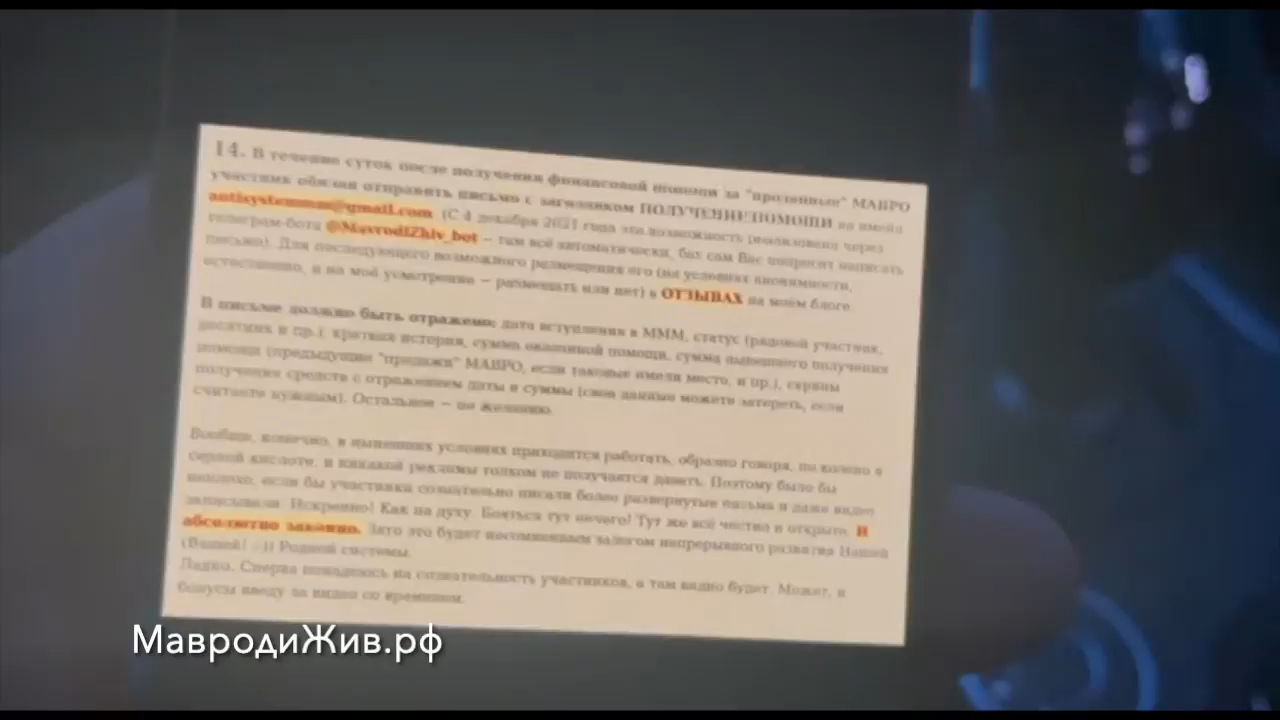 14. В течение суток после получения финансовой помощи за "проданные" МАВРО
участник обязан отправить письмо с заголовком ПОЛУЧЕНИЕПОМОЩИ на имейл
antisystemmm@gmail.com. (С 4 декабря 2021 года эта возможность реализована через
телеграм-бота @MavrodiZhiv_bot — там всё автоматически, бот сам Вас попросит написать
письмо). Для последующего возможного размещения его (на условиях анонимности,
естественно, и на моё усмотрение — размещать или нет) в ОТЗЫВАХ на моём блоге.
В письме должно быть отражено: дата вступления в МММ, статус (рядовой участник,
десятник и пр.), краткая история, сумма оказанной помощи, сумма нынешнего получения
помощи (предыдущие "продажи" МАВРО, если таковые имели место, и пр.), скрины
получения средств с отражением даты и суммы (свои данные можете затереть, если
считаете нужным). Остальное — по желанию.
Вообще, конечно, в нынешних условиях приходится работать, образно говоря, по колено в
серной кислоте, и никакой рекламы толком не получается давать. Поэтому было бы
неплохо, если бы участники сознательно писали более развернутые письма и даже видео
записывали. Искренно! Как на духу. Бояться тут нечего! Тут же всё честно и открыто. И
абсолютно законно. Зато это будет несомненным залогом непрерывного развития Нашей
(Вашей! :-)) Родной системы.
Ладно. Сперва понадеюсь на сознательность участников, а там видно будет. Может, и
бонусы введу за видео со временем.
МавродиЖив.рф